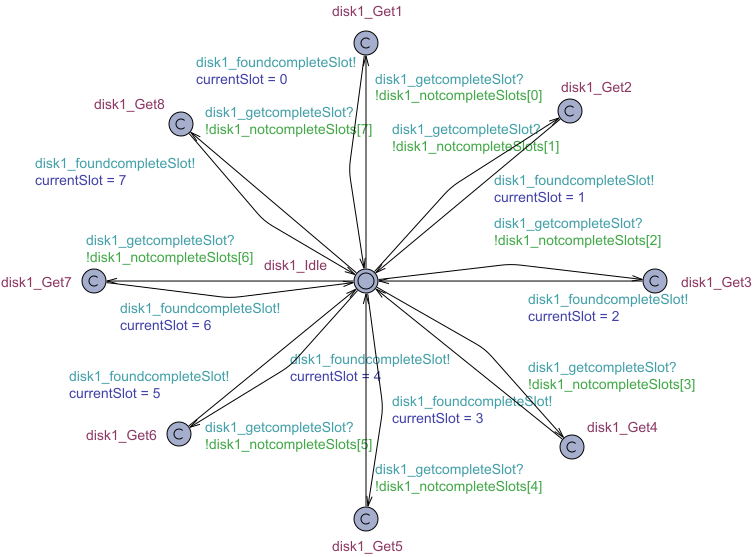 disk1_Get1
disk1_foundcompleteSlot!
currentSlot = 0
disk1_getcompleteSlot?
!disk1_notcompleteSlots[0]
disk1_Get2
disk1_Get8
disk1_getcompleteSlot?
!disk1_notcompleteSlots[7]
disk1_getcompleteSlot?
!disk1_notcompleteSlots[1]
disk1_foundcompleteSlot!
currentSlot = 7
disk1_foundcompleteSlot!
currentSlot = 1
disk1_getcompleteSlot?
!disk1_notcompleteSlots[6]
disk1_getcompleteSlot?
!disk1_notcompleteSlots[2]
disk1_Idle
disk1_Get7
disk1_Get3
disk1_foundcompleteSlot!
currentSlot = 6
disk1_foundcompleteSlot!
currentSlot = 2
disk1_foundcompleteSlot!
currentSlot = 4
disk1_foundcompleteSlot!
currentSlot = 5
disk1_getcompleteSlot?
!disk1_notcompleteSlots[3]
disk1_foundcompleteSlot!
currentSlot = 3
disk1_Get6
disk1_getcompleteSlot?
!disk1_notcompleteSlots[5]
disk1_Get4
disk1_getcompleteSlot?
!disk1_notcompleteSlots[4]
disk1_Get5
C
C
C
C
C
C
C
C